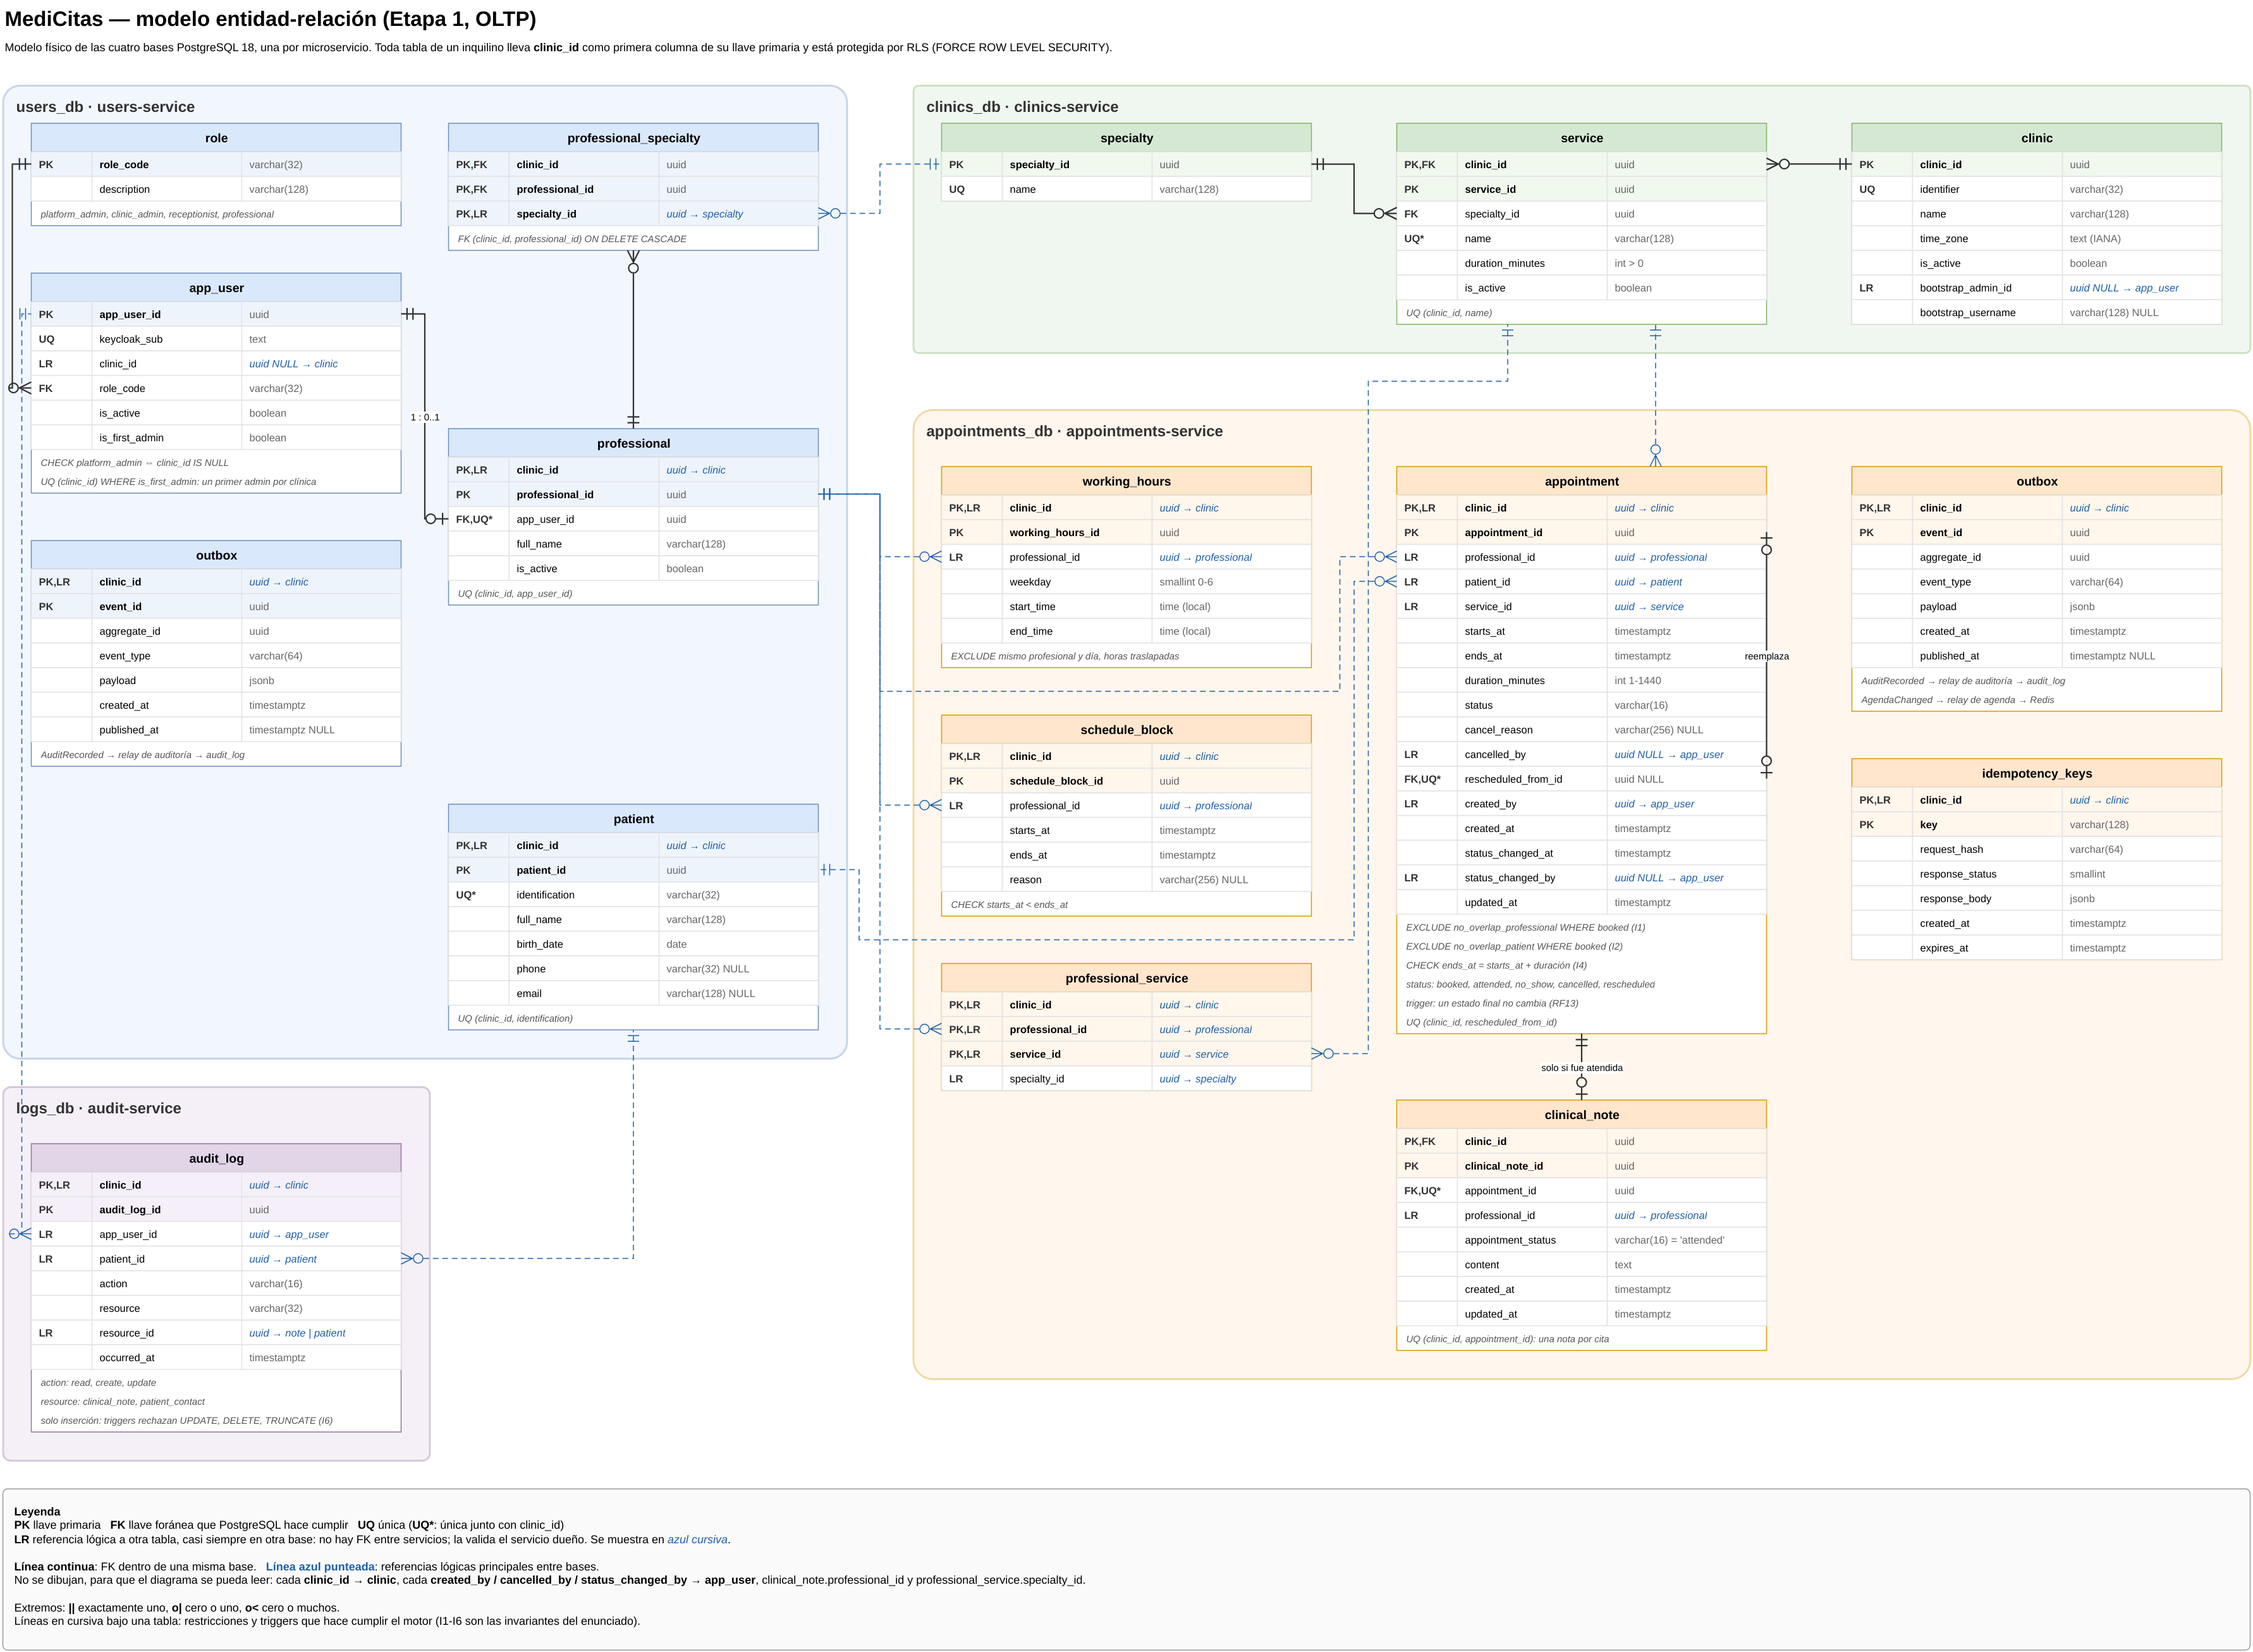 MediCitas — modelo entidad-relación (Etapa 1, OLTP)
Modelo físico de las cuatro bases PostgreSQL 18, una por microservicio. Toda tabla de un inquilino lleva clinic_id como primera columna de su llave primaria y está protegida por RLS (FORCE ROW LEVEL SECURITY).
users_db · users-service
role
PK role_code varchar(32)
description varchar(128)
platform_admin, clinic_admin, receptionist, professional
professional_specialty
PK,FK clinic_id uuid
PK,FK professional_id uuid
PK,LR specialty_id uuid → specialty
FK (clinic_id, professional_id) ON DELETE CASCADE
app_user
PK app_user_id uuid
UQ keycloak_sub text
LR clinic_id uuid NULL → clinic
FK role_code varchar(32)
is_active boolean
is_first_admin boolean
CHECK platform_admin ↔ clinic_id IS NULL
UQ (clinic_id) WHERE is_first_admin: un primer admin por clínica
1 : 0..1
professional
PK,LR clinic_id uuid → clinic
PK professional_id uuid
FK,UQ* app_user_id uuid
full_name varchar(128)
is_active boolean
UQ (clinic_id, app_user_id)
outbox
PK,LR clinic_id uuid → clinic
PK event_id uuid
aggregate_id uuid
event_type varchar(64)
payload jsonb
created_at timestamptz
published_at timestamptz NULL
AuditRecorded → relay de auditoría → audit_log
patient
PK,LR clinic_id uuid → clinic
PK patient_id uuid
UQ* identification varchar(32)
full_name varchar(128)
birth_date date
phone varchar(32) NULL
email varchar(128) NULL
UQ (clinic_id, identification)
clinics_db · clinics-service
specialty
PK specialty_id uuid
UQ name varchar(128)
service
PK,FK clinic_id uuid
PK service_id uuid
FK specialty_id uuid
UQ* name varchar(128)
duration_minutes int > 0
is_active boolean
UQ (clinic_id, name)
clinic
PK clinic_id uuid
UQ identifier varchar(32)
name varchar(128)
time_zone text (IANA)
is_active boolean
LR bootstrap_admin_id uuid NULL → app_user
bootstrap_username varchar(128) NULL
appointments_db · appointments-service
working_hours
PK,LR clinic_id uuid → clinic
PK working_hours_id uuid
LR professional_id uuid → professional
weekday smallint 0-6
start_time time (local)
end_time time (local)
EXCLUDE mismo profesional y día, horas traslapadas
schedule_block
PK,LR clinic_id uuid → clinic
PK schedule_block_id uuid
LR professional_id uuid → professional
starts_at timestamptz
ends_at timestamptz
reason varchar(256) NULL
CHECK starts_at < ends_at
professional_service
PK,LR clinic_id uuid → clinic
PK,LR professional_id uuid → professional
PK,LR service_id uuid → service
LR specialty_id uuid → specialty
appointment
PK,LR clinic_id uuid → clinic
PK appointment_id uuid
LR professional_id uuid → professional
LR patient_id uuid → patient
LR service_id uuid → service
starts_at timestamptz
ends_at timestamptz
duration_minutes int 1-1440
status varchar(16)
cancel_reason varchar(256) NULL
LR cancelled_by uuid NULL → app_user
FK,UQ* rescheduled_from_id uuid NULL
LR created_by uuid → app_user
created_at timestamptz
status_changed_at timestamptz
LR status_changed_by uuid NULL → app_user
updated_at timestamptz
EXCLUDE no_overlap_professional WHERE booked (I1)
EXCLUDE no_overlap_patient WHERE booked (I2)
CHECK ends_at = starts_at + duración (I4)
status: booked, attended, no_show, cancelled, rescheduled
trigger: un estado final no cambia (RF13)
UQ (clinic_id, rescheduled_from_id)
reemplaza
solo si fue atendida
clinical_note
PK,FK clinic_id uuid
PK clinical_note_id uuid
FK,UQ* appointment_id uuid
LR professional_id uuid → professional
appointment_status varchar(16) = 'attended'
content text
created_at timestamptz
updated_at timestamptz
UQ (clinic_id, appointment_id): una nota por cita
outbox
PK,LR clinic_id uuid → clinic
PK event_id uuid
aggregate_id uuid
event_type varchar(64)
payload jsonb
created_at timestamptz
published_at timestamptz NULL
AuditRecorded → relay de auditoría → audit_log
AgendaChanged → relay de agenda → Redis
idempotency_keys
PK,LR clinic_id uuid → clinic
PK key varchar(128)
request_hash varchar(64)
response_status smallint
response_body jsonb
created_at timestamptz
expires_at timestamptz
logs_db · audit-service
audit_log
PK,LR clinic_id uuid → clinic
PK audit_log_id uuid
LR app_user_id uuid → app_user
LR patient_id uuid → patient
action varchar(16)
resource varchar(32)
LR resource_id uuid → note | patient
occurred_at timestamptz
action: read, create, update
resource: clinical_note, patient_contact
solo inserción: triggers rechazan UPDATE, DELETE, TRUNCATE (I6)
Leyenda
PK llave primaria FK llave foránea que PostgreSQL hace cumplir UQ única (UQ*: única junto con clinic_id)
LR referencia lógica a otra tabla, casi siempre en otra base: no hay FK entre servicios; la valida el servicio dueño. Se muestra en azul cursiva.
Línea continua: FK dentro de una misma base. Línea azul punteada: referencias lógicas principales entre bases.
No se dibujan, para que el diagrama se pueda leer: cada clinic_id → clinic, cada created_by / cancelled_by / status_changed_by → app_user, clinical_note.professional_id y professional_service.specialty_id.
Extremos: || exactamente uno, o| cero o uno, o< cero o muchos.
Líneas en cursiva bajo una tabla: restricciones y triggers que hace cumplir el motor (I1-I6 son las invariantes del enunciado).